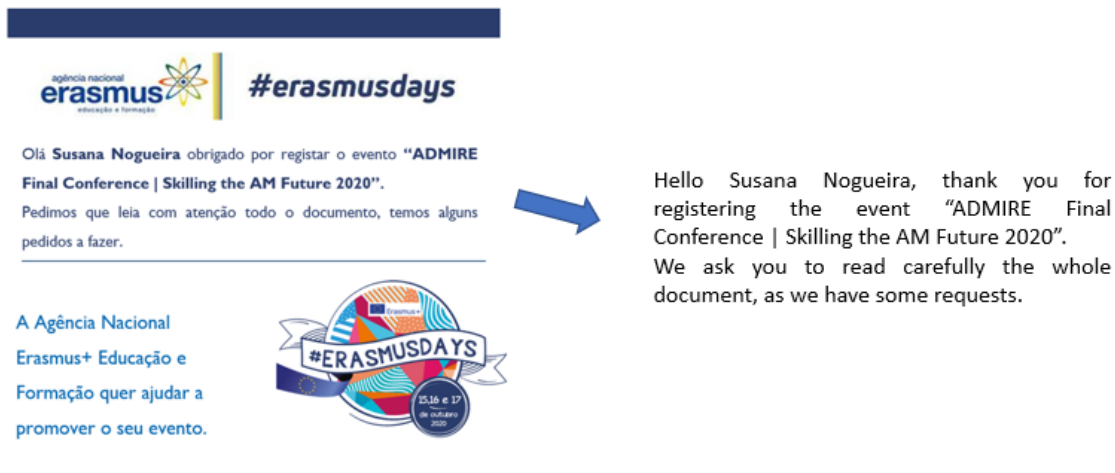 agência nacional
erasmus
educação e formação
#erasmusdays
Olá Susana Nogueira obrigado por registar o evento “ADMIRE
Final Conference | Skilling the AM Future 2020”.
Pedimos que leia com atenção todo o documento, temos alguns
pedidos a fazer.
Hello Susana Nogueira, thank you for
registering the event “ADMIRE Final
Conference | Skilling the AM Future 2020”.
We ask you to read carefully the whole
document, as we have some requests.
A Agência Nacional
Erasmus+ Educação e
Formação quer ajudar a
promover o seu evento.
Erasmus+
#ERASMUSDAYS
15,16 e 17
de outubro
2020